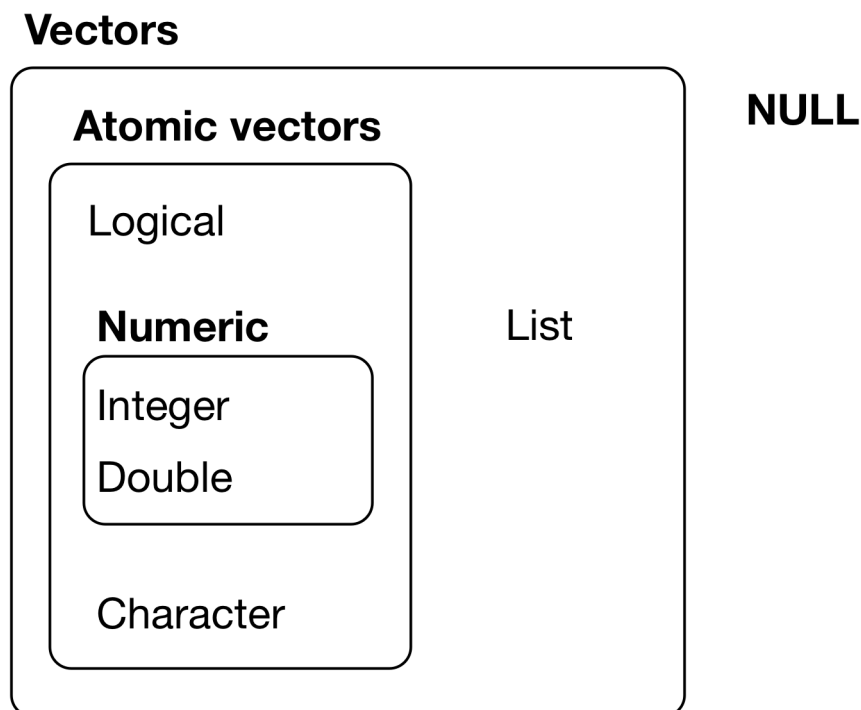 Vectors
NULL
Atomic vectors
Logical
Numeric
List
Integer
Double
Character